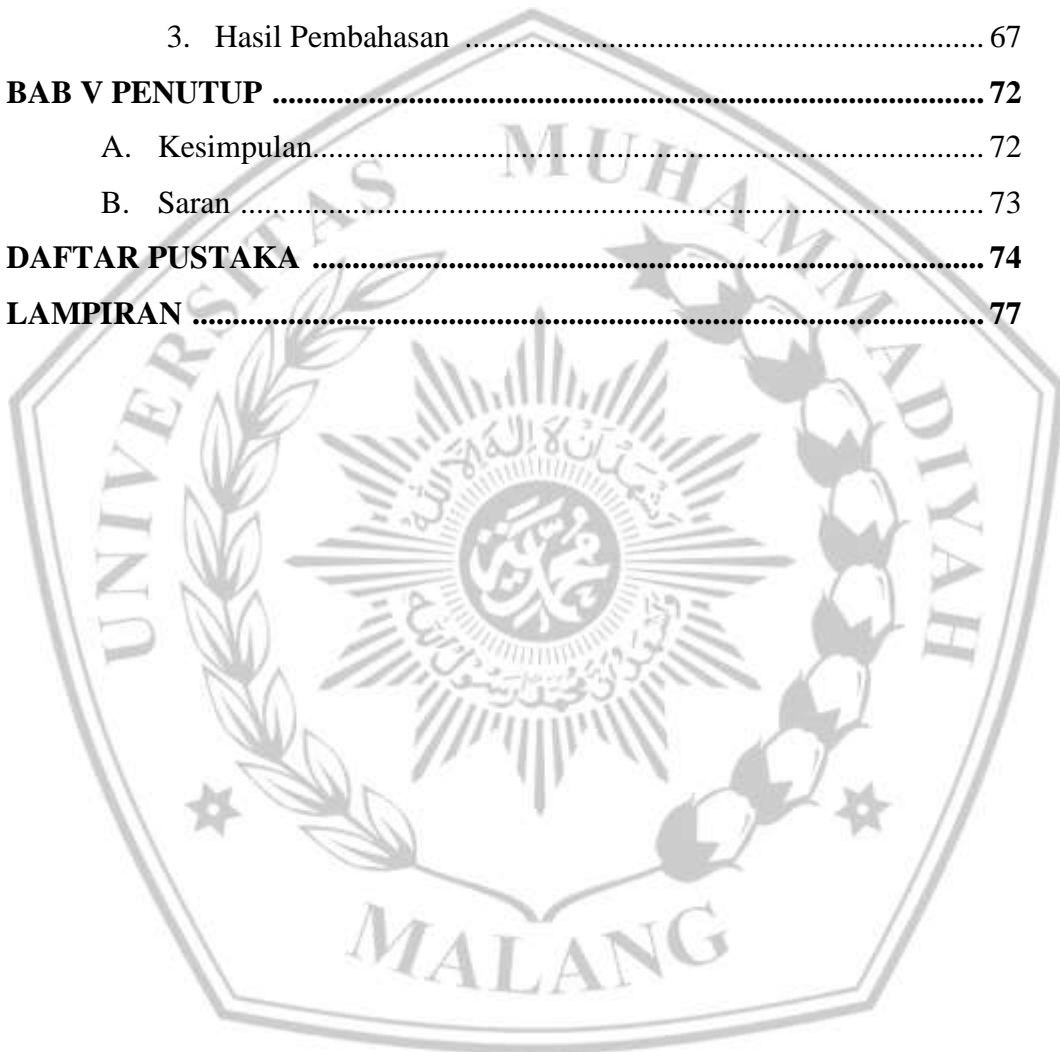 3. Hasil Pembahasan ................................................................. 67
BAB V PENUTUP ......................................................................................... 72
A. Kesimpulan.................................................................................... 72
B. Saran ............................................................................................. 73
DAFTAR PUSTAKA .................................................................................... 74
LAMPIRAN ................................................................................................... 77
UNIVERSITAS MUHAMMADIYAH
MALANG